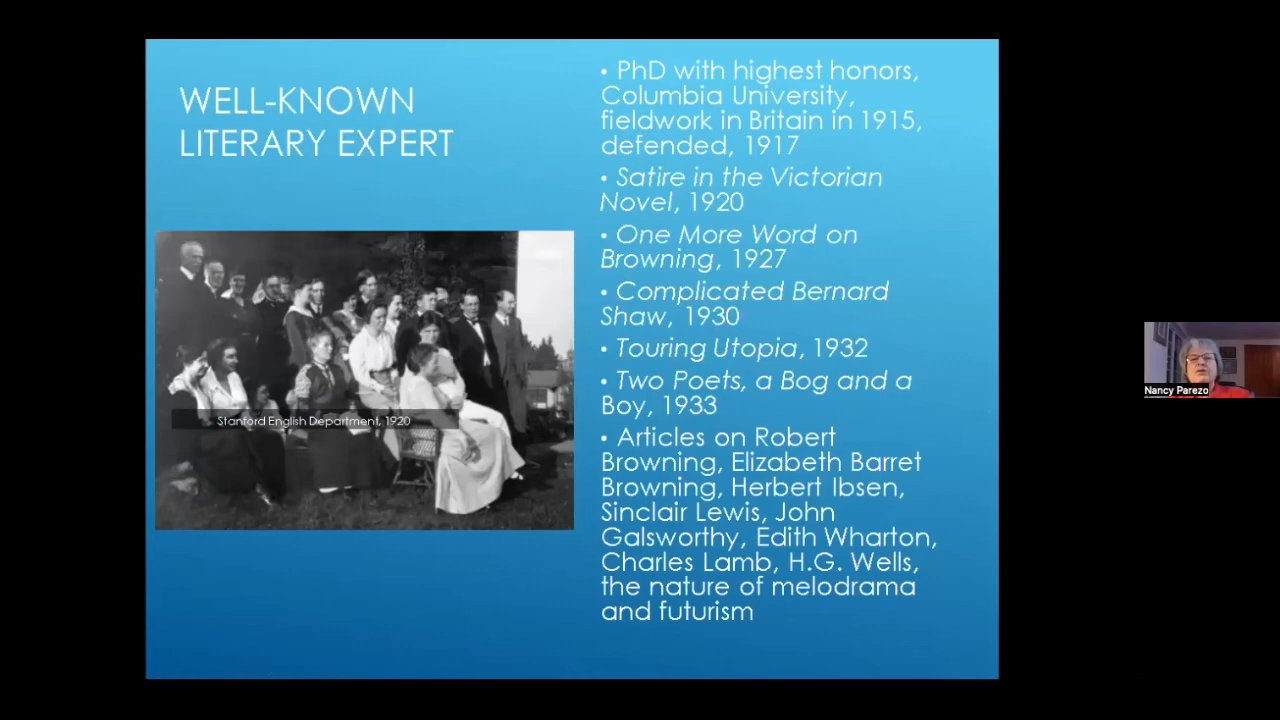 WELL-KNOWN
LITERARY EXPERT
Stanford English Department, 1920
• PhD with highest honors,
Columbia University,
fieldwork in Britain in 1915,
defended, 1917
• Satire in the Victorian
Novel, 1920
• One More Word on
Browning, 1927
• Complicated Bernard
Shaw, 1930
• Touring Utopia, 1932
• Two Poets, a Bog and a
Boy, 1933
• Articles on Robert
Browning, Elizabeth Barret
Browning, Herbert Ibsen,
Sinclair Lewis, John
Galsworthy, Edith Wharton,
Charles Lamb, H.G. Wells,
the nature of melodrama
and futurism
Nancy Parezo